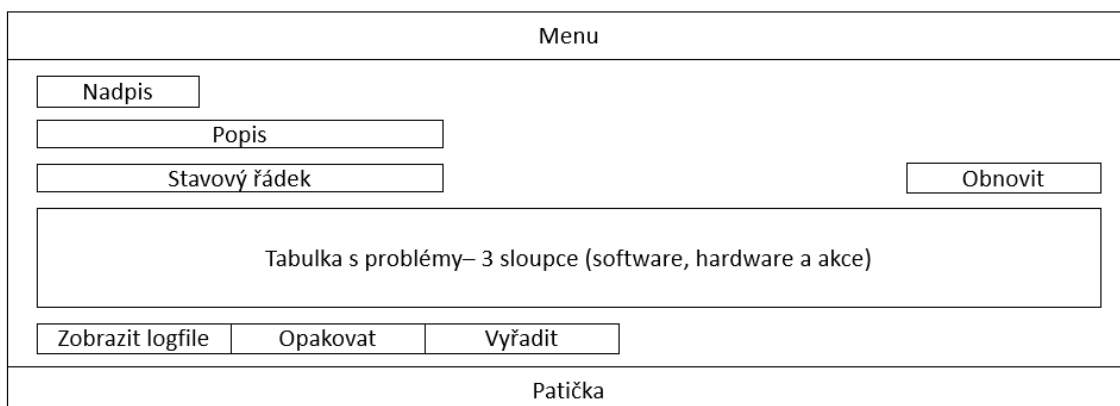 Menu
Nadpis
Popis
Stavový řádek
Obnovit
Tabulka s problémy– 3 sloupce (software, hardware a akce)
Zobrazit logfile
Opakovat
Vyřadit
Patička